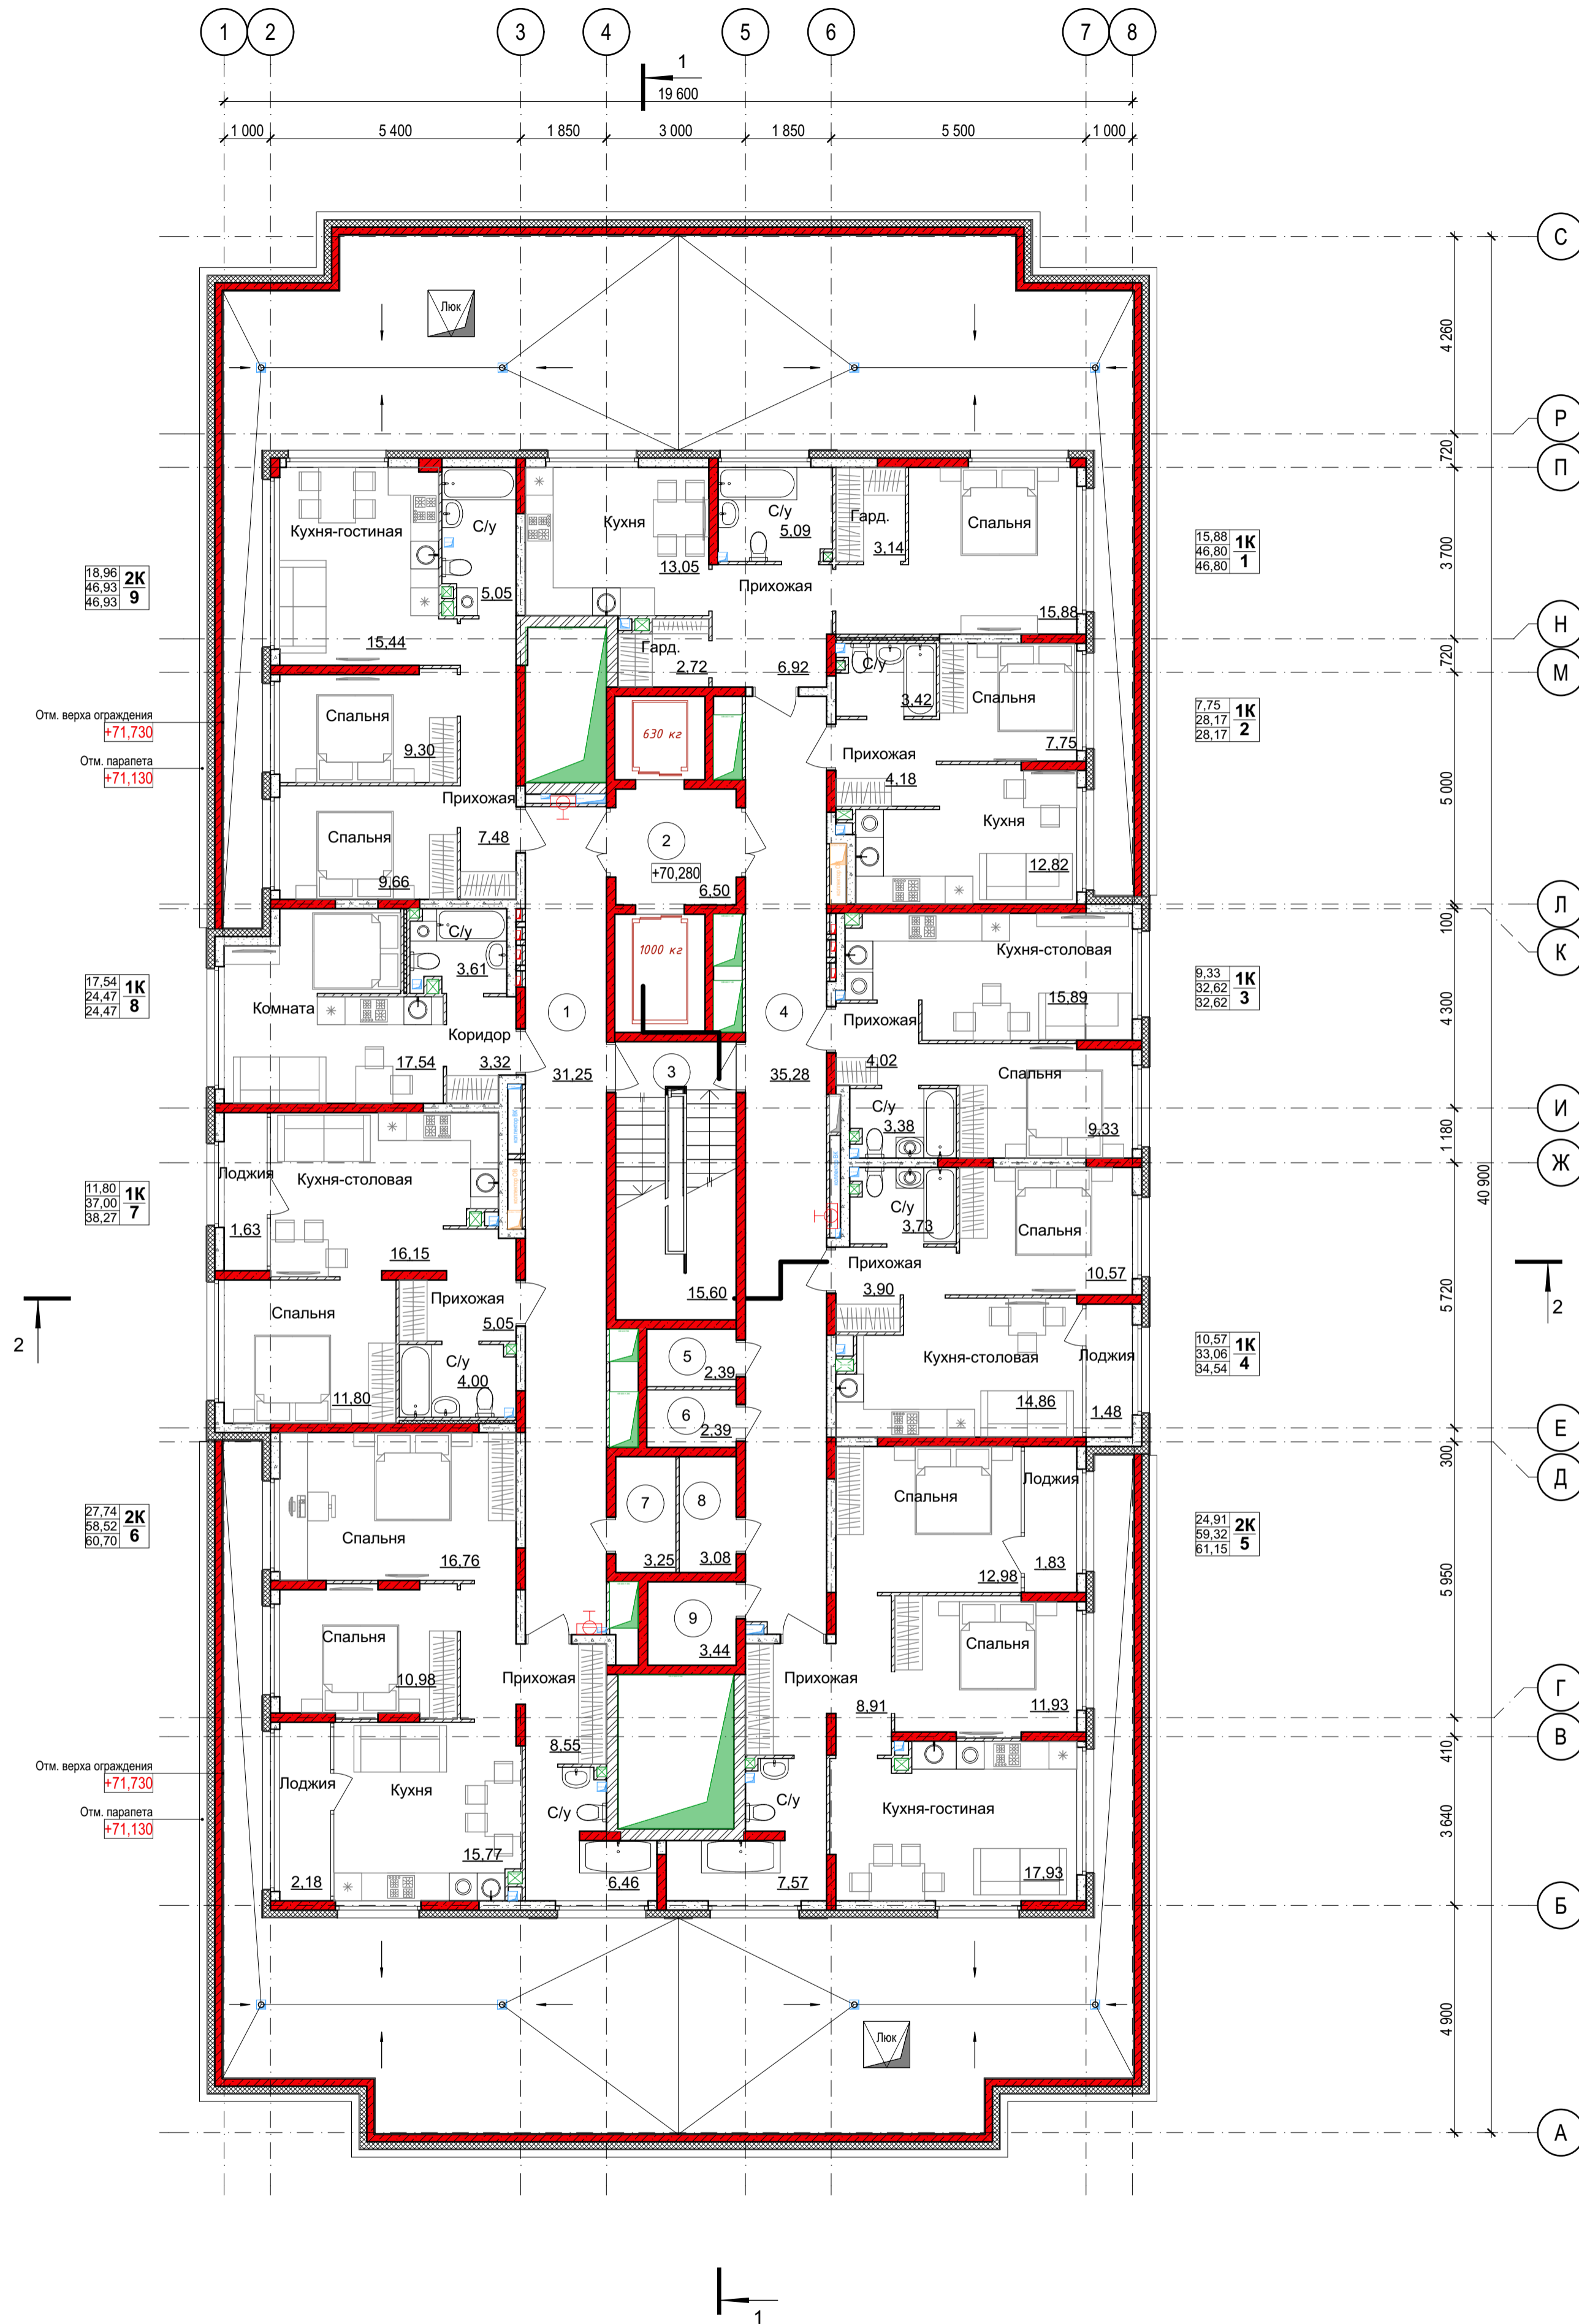 1 2 3 4 5 6 7 8
1
19 600
1 000 5 400 1 850 3 000 1 850 5 500 1 000
С
Люк
4 260
Р
720
П
Кухня-гостиная
С/у
Кухня
С/у
5,09
Гард.
3,14
Спальня
15,88 1К
46,80 1
46,80
3 700
18,96 2К
46,93 9
46,93
5,05
13,05
Прихожая
15,44
Гард.
2,72
6,92
15,88
Н
720
М
С/у
3,42
Спальня
7,75 1К
28,17 2
28,17
Отм. верха ограждения
+71,730
Отм. парапета
+71,130
Спальня
9,30
630 кг
Прихожая
4,18
7,75
5 000
Прихожая
7,48
Спальня
9,66
2
+70,280
6,50
Кухня
12,82
Л
100
К
С/у
3,61
1000 кг
Кухня-столовая
15,89
9,33 1К
32,62 3
32,62
17,54 1К
24,47 8
24,47
Комната
17,54
Коридор
3,32
1
31,25
4
35,28
Прихожая
4,02
4 300
3
Спальня
9,33
С/у
3,38
И
1 180
Ж
40 900
11,80 1К
37,00 7
38,27
Лоджия
1,63
Кухня-столовая
16,15
С/у
3,73
Спальня
10,57
Прихожая
3,90
15,60
5 720
2
2
Спальня
11,80
Прихожая
5,05
С/у
4,00
5
2,39
6
2,39
Кухня-столовая
14,86
Лоджия
1,48
10,57 1К
33,06 4
34,54
Е
300
Д
27,74 2К
58,52 6
60,70
Спальня
16,76
7
3,25
8
3,08
Спальня
12,98
Лоджия
1,83
24,91 2К
59,32 5
61,15
5 950
Спальня
10,98
9
3,44
Прихожая
8,55
Прихожая
8,91
Спальня
11,93
Г
410
В
Отм. верха ограждения
+71,730
Отм. парапета
+71,130
Лоджия
2,18
Кухня
15,77
С/у
6,46
С/у
7,57
Кухня-гостиная
17,93
3 640
Б
4 900
Люк
А
1